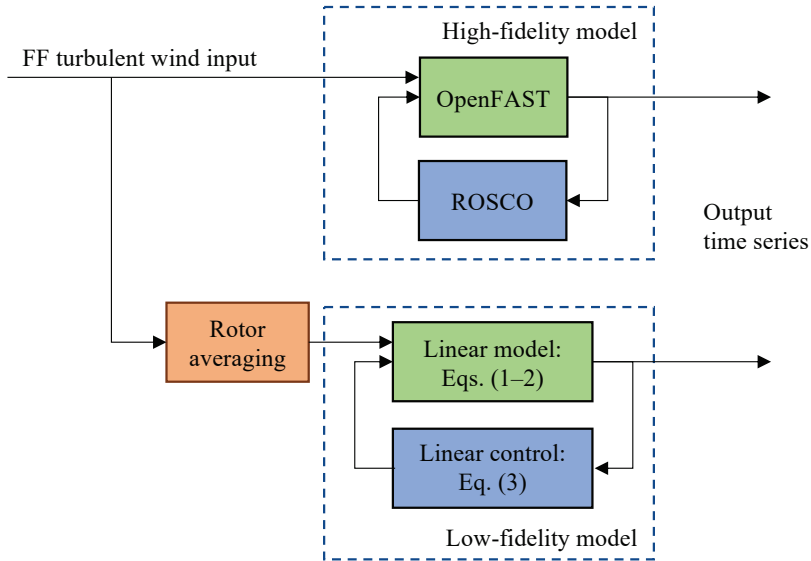 High-fidelity model
FF turbulent wind input
OpenFAST
ROSCO
Output
time series
Rotor
averaging
Linear model:
Eqs. (1–2)
Linear control:
Eq. (3)
Low-fidelity model